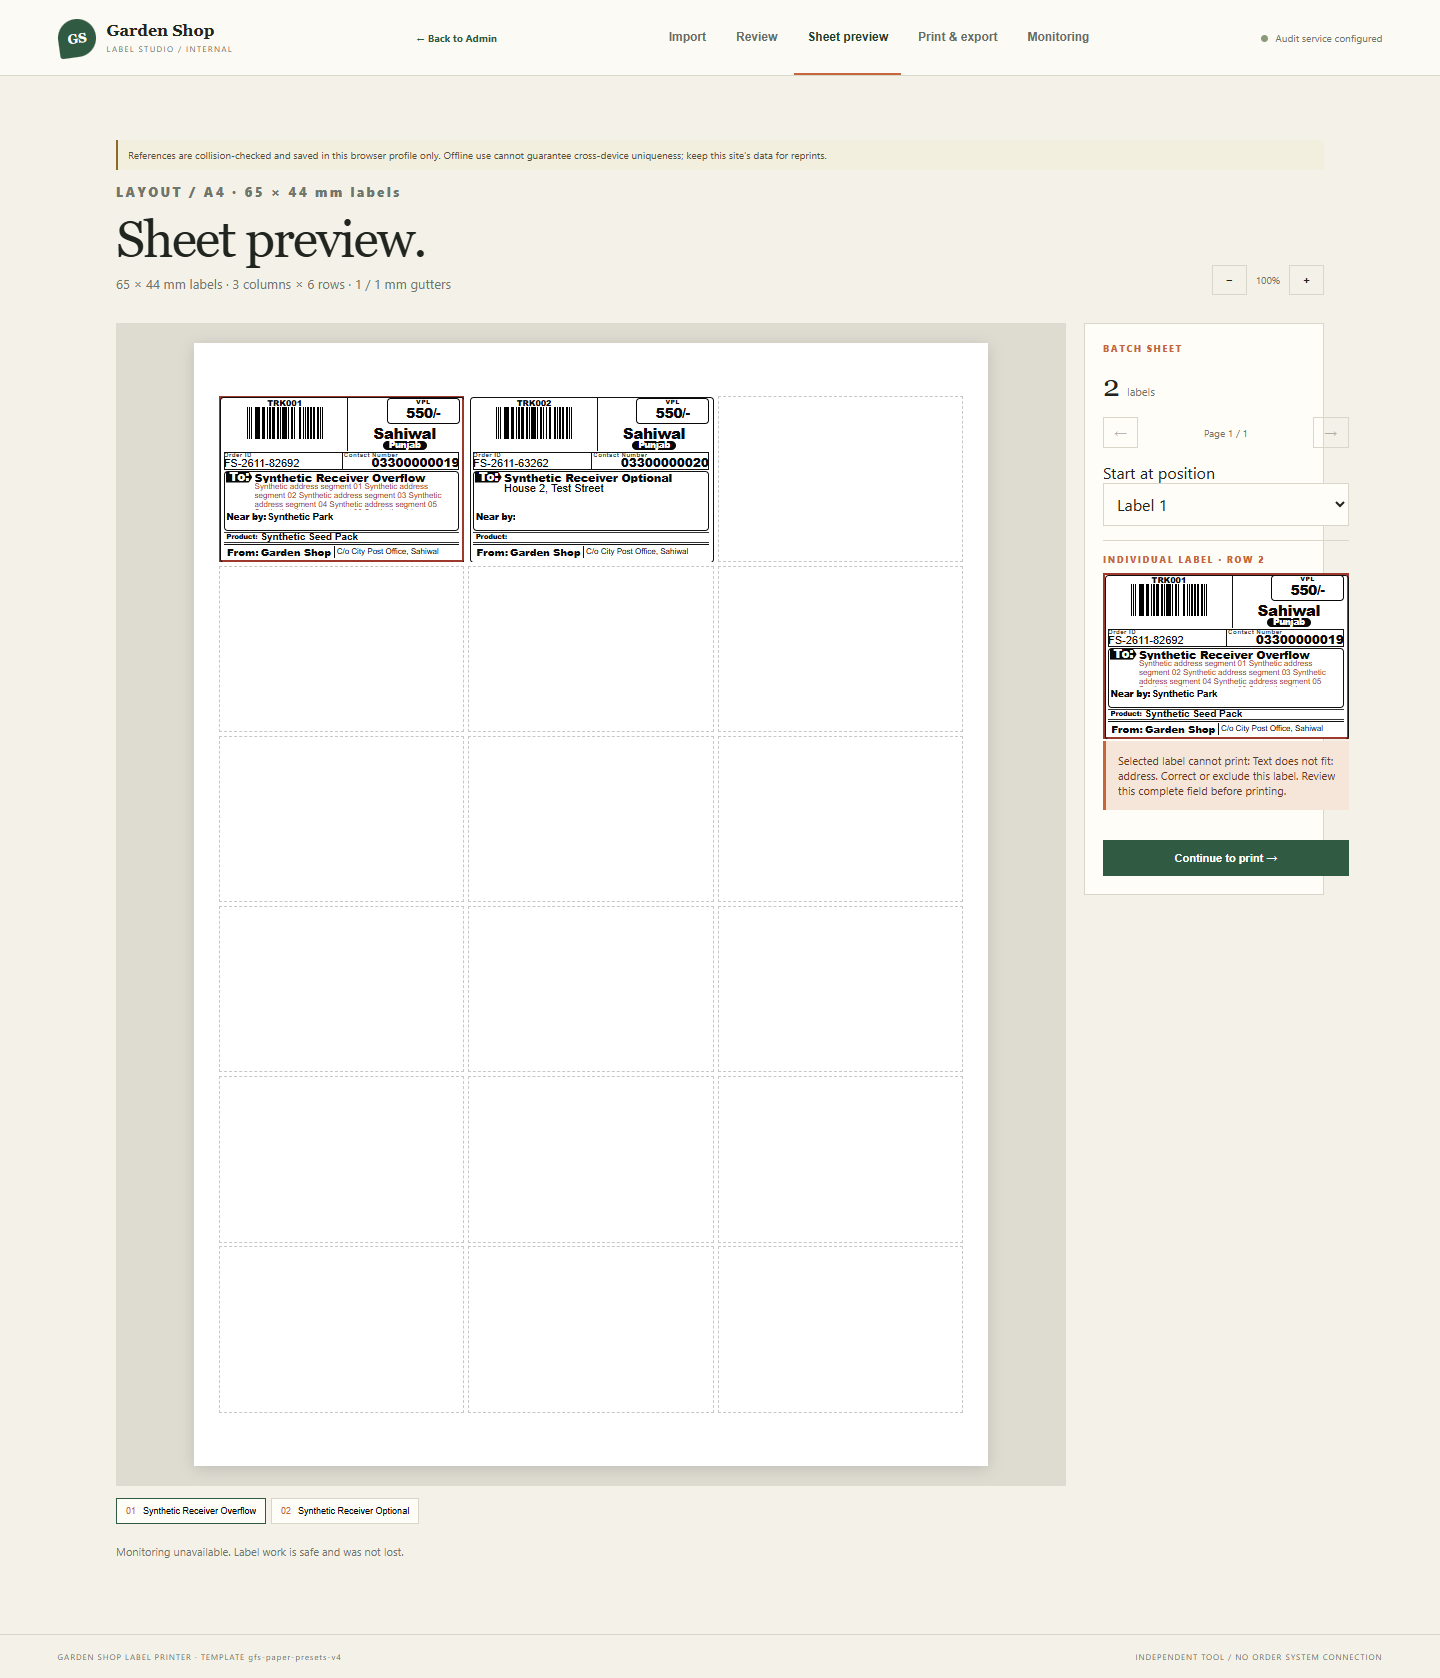 GS
Garden Shop
LABEL STUDIO / INTERNAL
← Back to Admin
Import
Review
Sheet preview
Print & export
Monitoring
Audit service configured
References are collision-checked and saved in this browser profile only. Offline use cannot guarantee cross-device uniqueness; keep this site's data for reprints.
LAYOUT / A4 · 65 × 44 mm labels
Sheet preview.
65 × 44 mm labels · 3 columns × 6 rows · 1 / 1 mm gutters
−
100%
+
TRK001
VPL
550/-
Sahiwal
Punjab
Order ID
Contact Number
FS-2611-82692
03300000019
To:
Synthetic Receiver Overflow
Synthetic address segment 01 Synthetic address
segment 02 Synthetic address segment 03 Synthetic
address segment 04 Synthetic address segment 05
Near by: Synthetic Park
Product: Synthetic Seed Pack
From: Garden Shop
C/o City Post Office, Sahiwal
TRK002
VPL
550/-
Sahiwal
Punjab
Order ID
Contact Number
FS-2611-63262
03300000020
To:
Synthetic Receiver Optional
House 2, Test Street
Near by:
Product:
From: Garden Shop
C/o City Post Office, Sahiwal
BATCH SHEET
2 labels
←
Page 1 / 1
→
Start at position
Label 1
INDIVIDUAL LABEL · ROW 2
TRK001
VPL
550/-
Sahiwal
Punjab
Order ID
Contact Number
FS-2611-82692
03300000019
To:
Synthetic Receiver Overflow
Synthetic address segment 01 Synthetic address
segment 02 Synthetic address segment 03 Synthetic
address segment 04 Synthetic address segment 05
Near by: Synthetic Park
Product: Synthetic Seed Pack
From: Garden Shop
C/o City Post Office, Sahiwal
Selected label cannot print: Text does not fit:
address. Correct or exclude this label. Review
this complete field before printing.
Continue to print →
01 Synthetic Receiver Overflow
02 Synthetic Receiver Optional
Monitoring unavailable. Label work is safe and was not lost.
GARDEN SHOP LABEL PRINTER · TEMPLATE gfs-paper-presets-v4
INDEPENDENT TOOL / NO ORDER SYSTEM CONNECTION